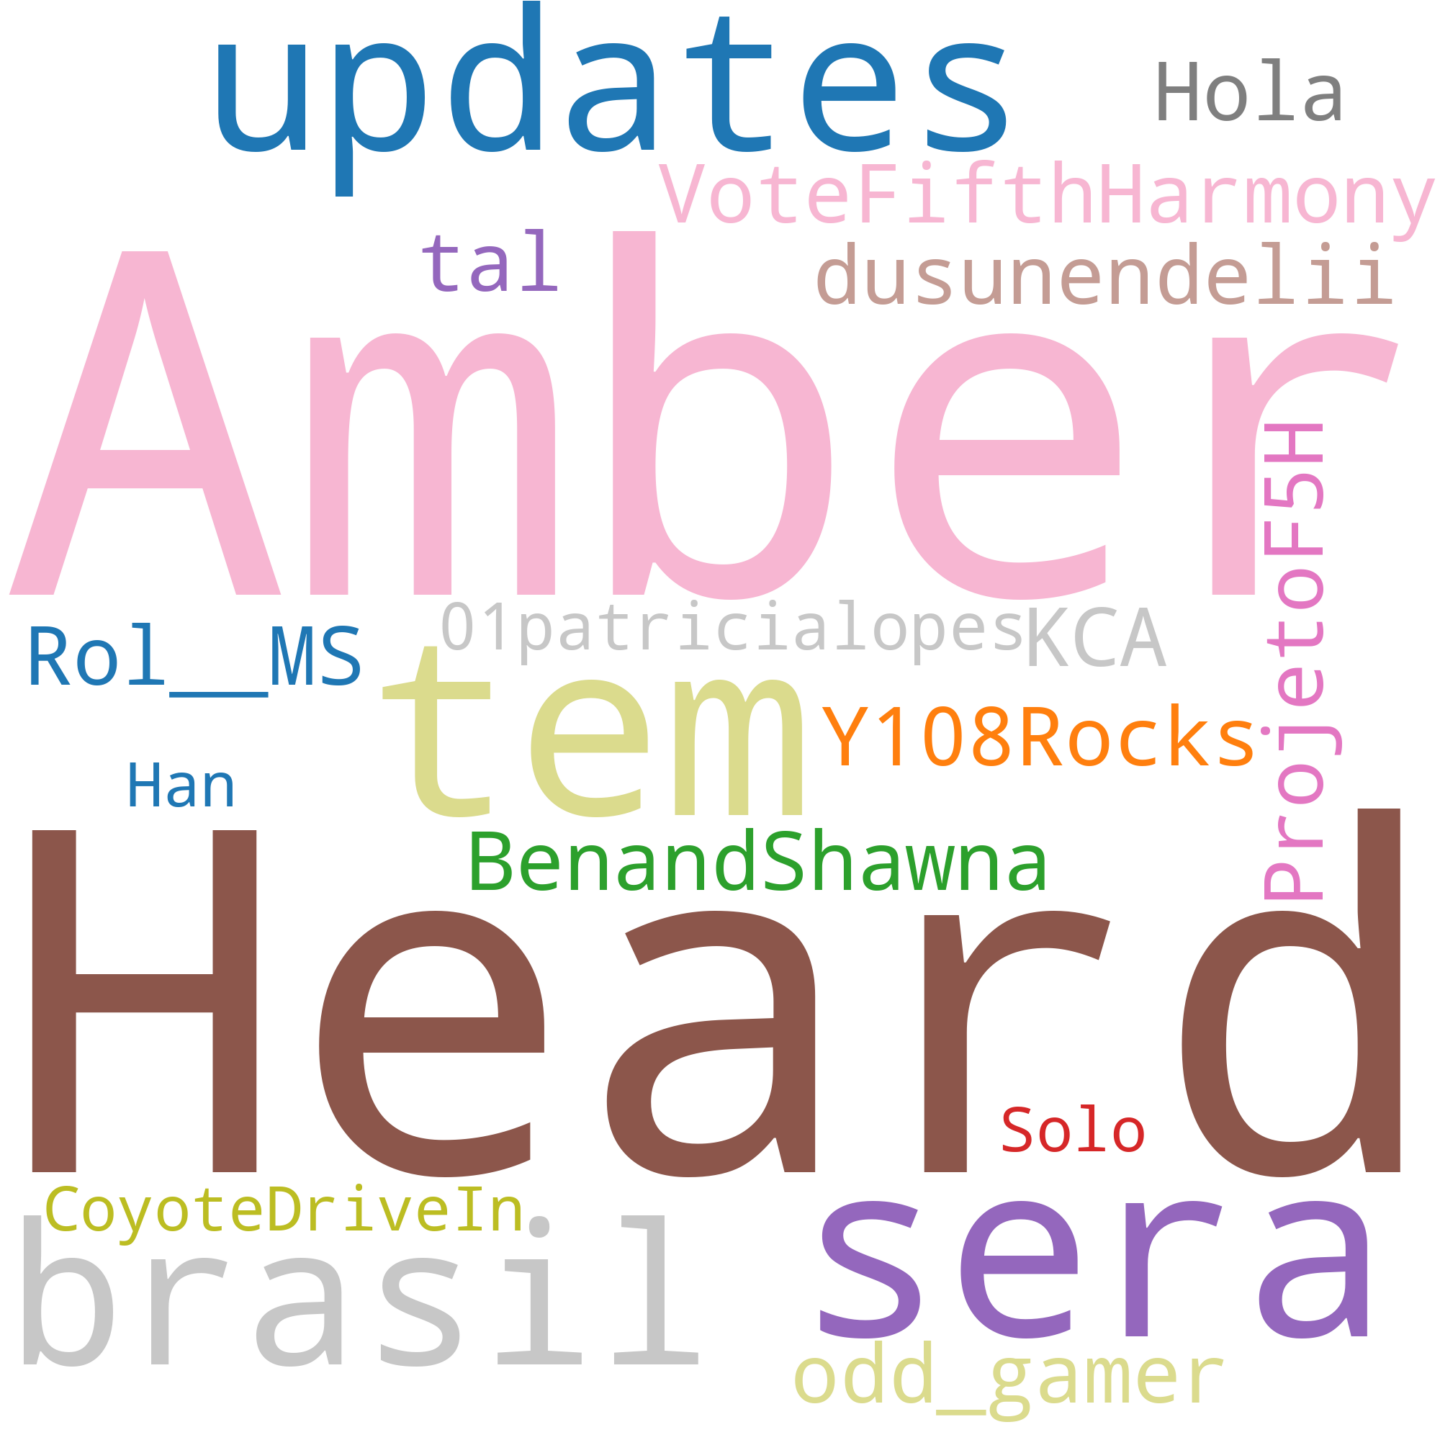 updates
Hola
VoteFifthHarmony
tal
dusunendelii
Amber
ProjetoF5H
01patricialopes
KCA
Rol__MS
tem
Y108Rocks
Han
BenandShawna
Heard
Solo
CoyoteDriveIn
brasil
sera
odd_gamer